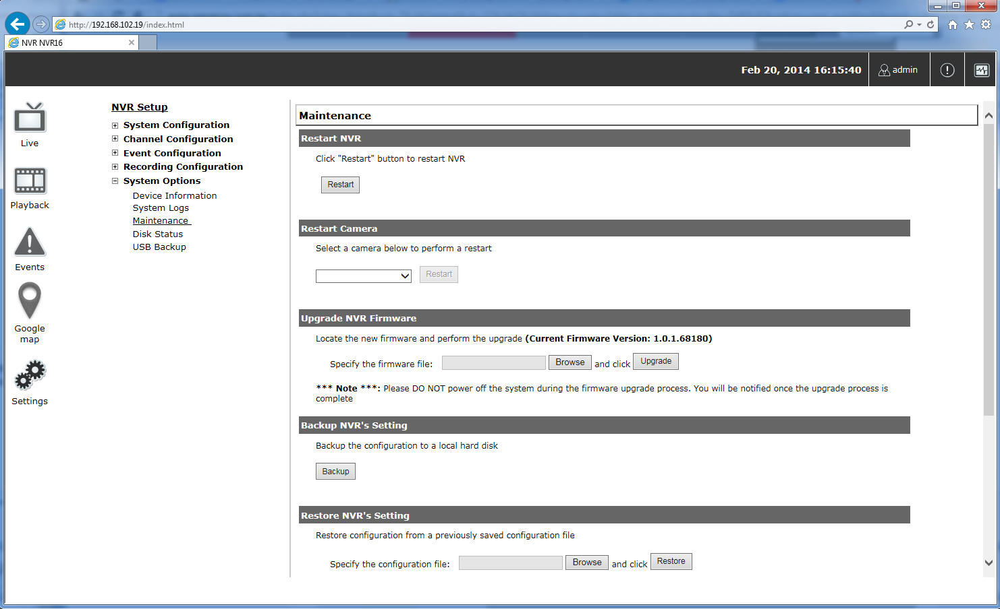 http://192.168.102.19/index.html
NVR NVR16
Feb 20, 2014 16:15:40
admin
Live
Playback
Events
Google
map
Settings
NVR Setup
System Configuration
Channel Configuration
Event Configuration
Recording Configuration
System Options
Device Information
System Logs
Maintenance
Disk Status
USB Backup
Maintenance
Restart NVR
Click "Restart" button to restart NVR
Restart
Restart Camera
Select a camera below to perform a restart
Restart
Upgrade NVR Firmware
Locate the new firmware and perform the upgrade (Current Firmware Version: 1.0.1.68180)
Specify the firmware file: Browse and click Upgrade
*** Note ***: Please DO NOT power off the system during the firmware upgrade process. You will be notified once the upgrade process is
complete
Backup NVR's Setting
Backup the configuration to a local hard disk
Backup
Restore NVR's Setting
Restore configuration from a previously saved configuration file
Specify the configuration file: Browse and click Restore